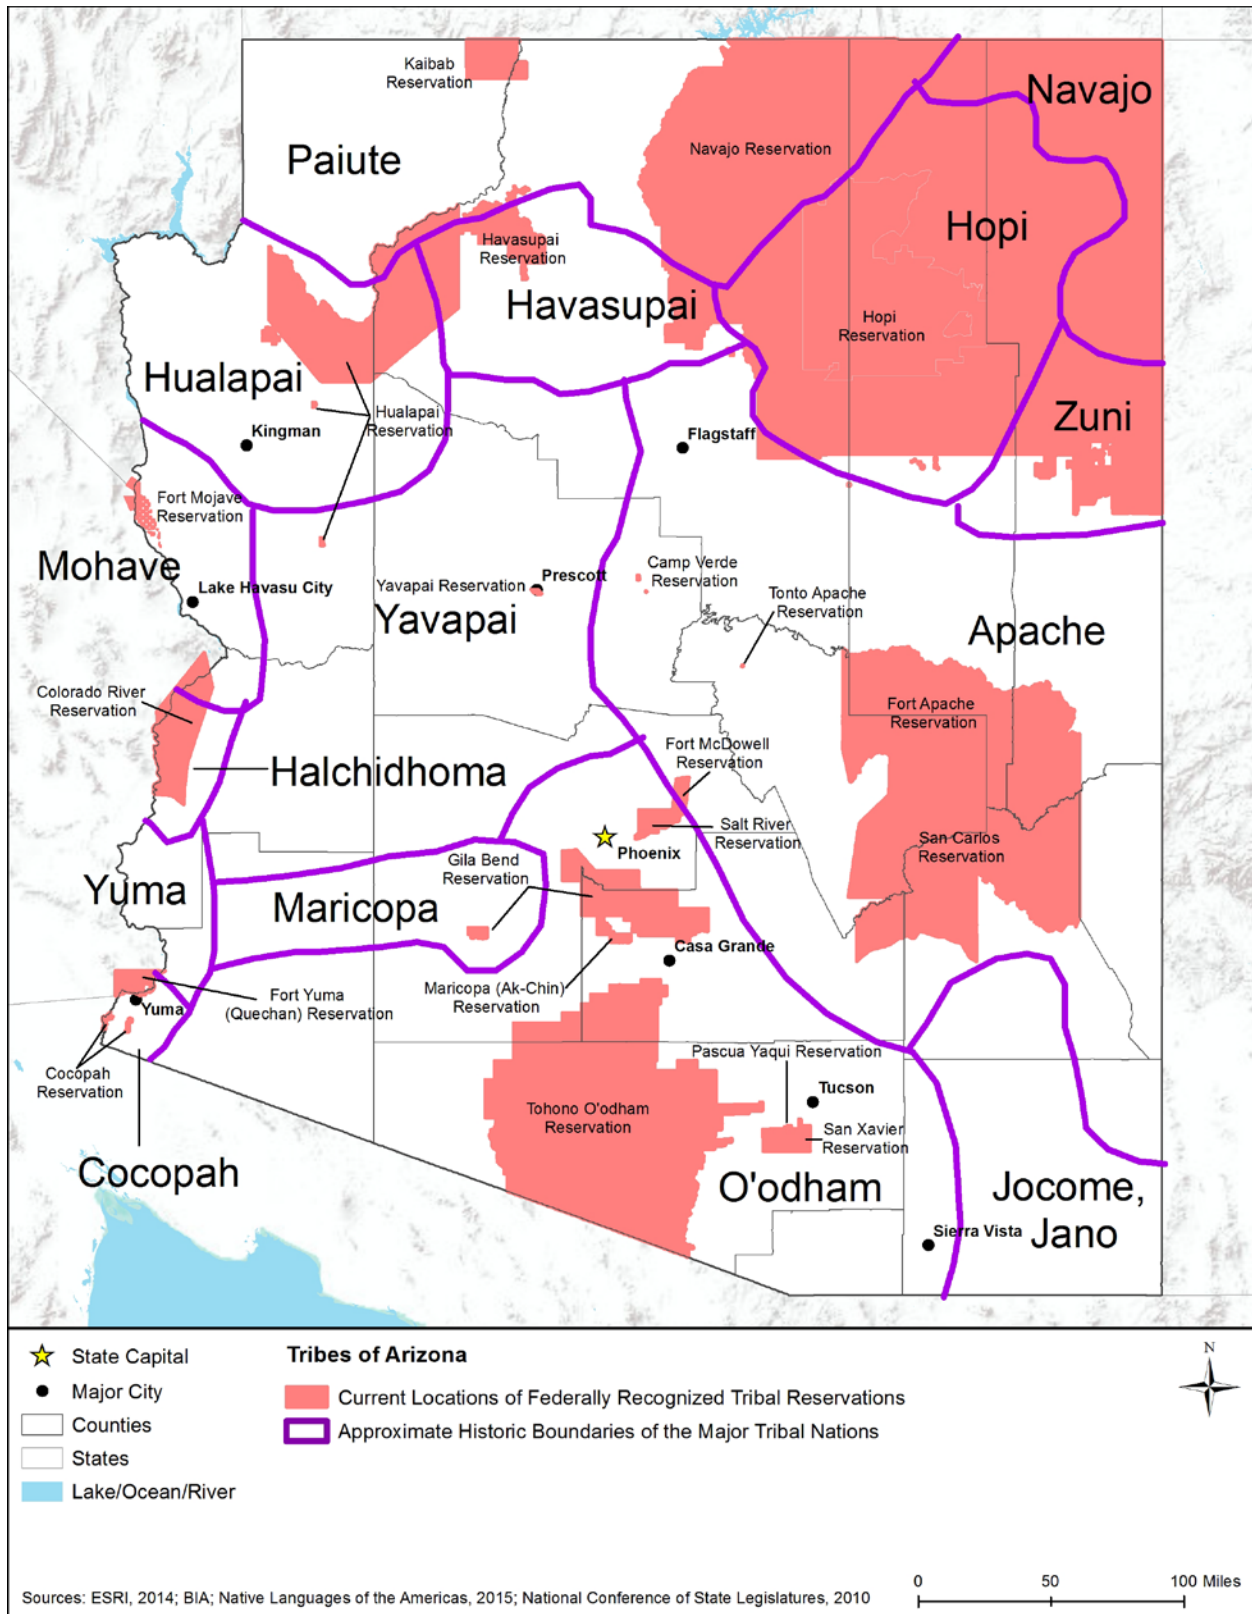 Kaibab
Reservation
Navajo
Paiute
Navajo Reservation
Hopi
Havasupai
Reservation
Havasupai
Hopi
Reservation
Hualapai
Zuni
Hualapai
Reservation
Kingman
Flagstaff
Fort Mojave
Reservation
Mohave
Lake Havasu City
Yavapai Reservation
Prescott
Camp Verde
Reservation
Tonto Apache
Reservation
Yavapai
Apache
Colorado River
Reservation
Fort Apache
Reservation
Fort McDowell
Reservation
Halchidhoma
Salt River
Reservation
Phoenix
San Carlos
Reservation
Gila Bend
Reservation
Yuma
Maricopa
Casa Grande
Maricopa (Ak-Chin)
Reservation
Fort Yuma
(Quechan) Reservation
Yuma
Cocopah
Reservation
Pascua Yaqui Reservation
Tucson
Tohono O'odham
Reservation
San Xavier
Reservation
Cocopah
O'odham
Jocome,
Jano
Sierra Vista
State Capital
Major City
Counties
States
Lake/Ocean/River
Tribes of Arizona
Current Locations of Federally Recognized Tribal Reservations
Approximate Historic Boundaries of the Major Tribal Nations
N
Sources: ESRI, 2014; BIA; Native Languages of the Americas, 2015; National Conference of State Legislatures, 2010
0 50 100 Miles